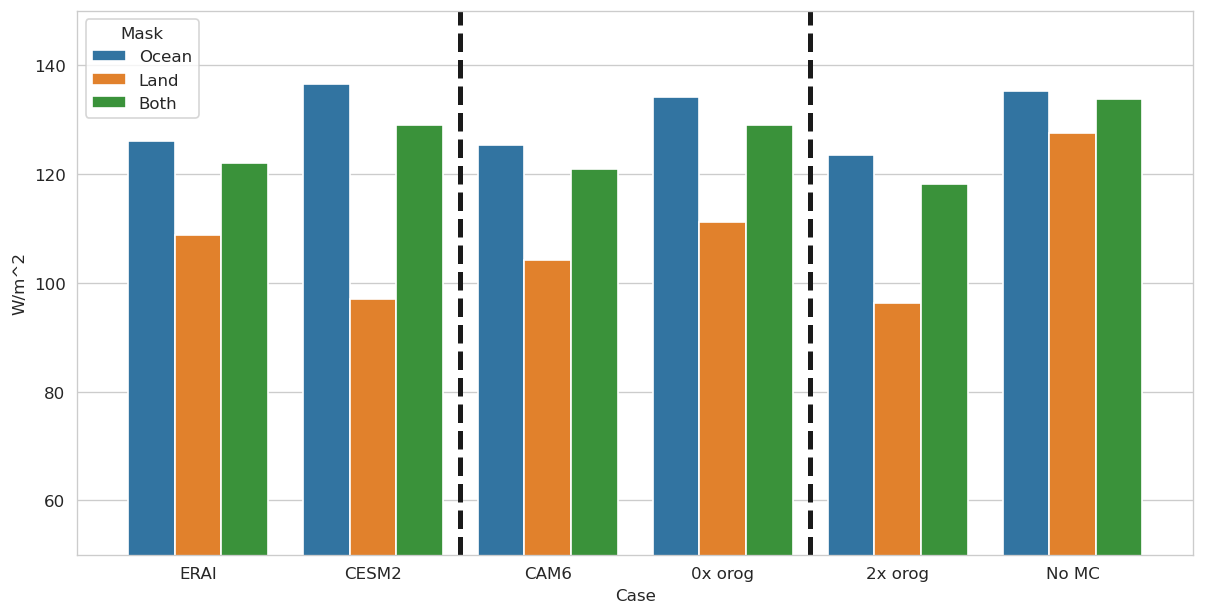 Mask
Ocean
Land
Both
140
120
100
80
60
W/m^2
ERAI CESM2 CAM6 0x orog 2x orog No MC
Case